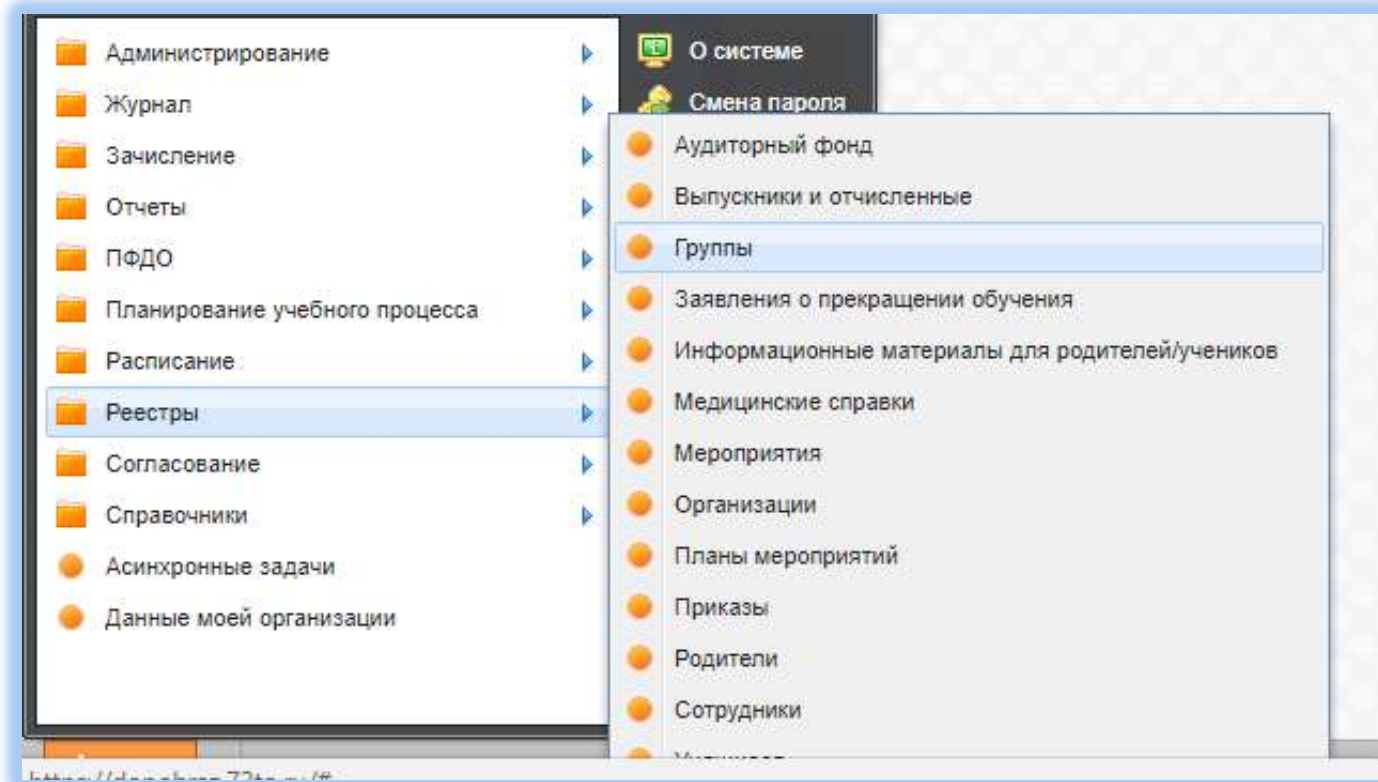 Администрирование
Журнал
Зачисление
Отчеты
ПФДО
Планирование учебного процесса
Расписание
Реестры
Согласование
Справочники
Асинхронные задачи
Данные моей организации
О системе
Смена пароля
Аудиторный фонд
Выпускники и отчисленные
Группы
Заявления о прекращении обучения
Информационные материалы для родителей/учеников
Медицинские справки
Мероприятия
Организации
Планы мероприятий
Приказы
Родители
Сотрудники